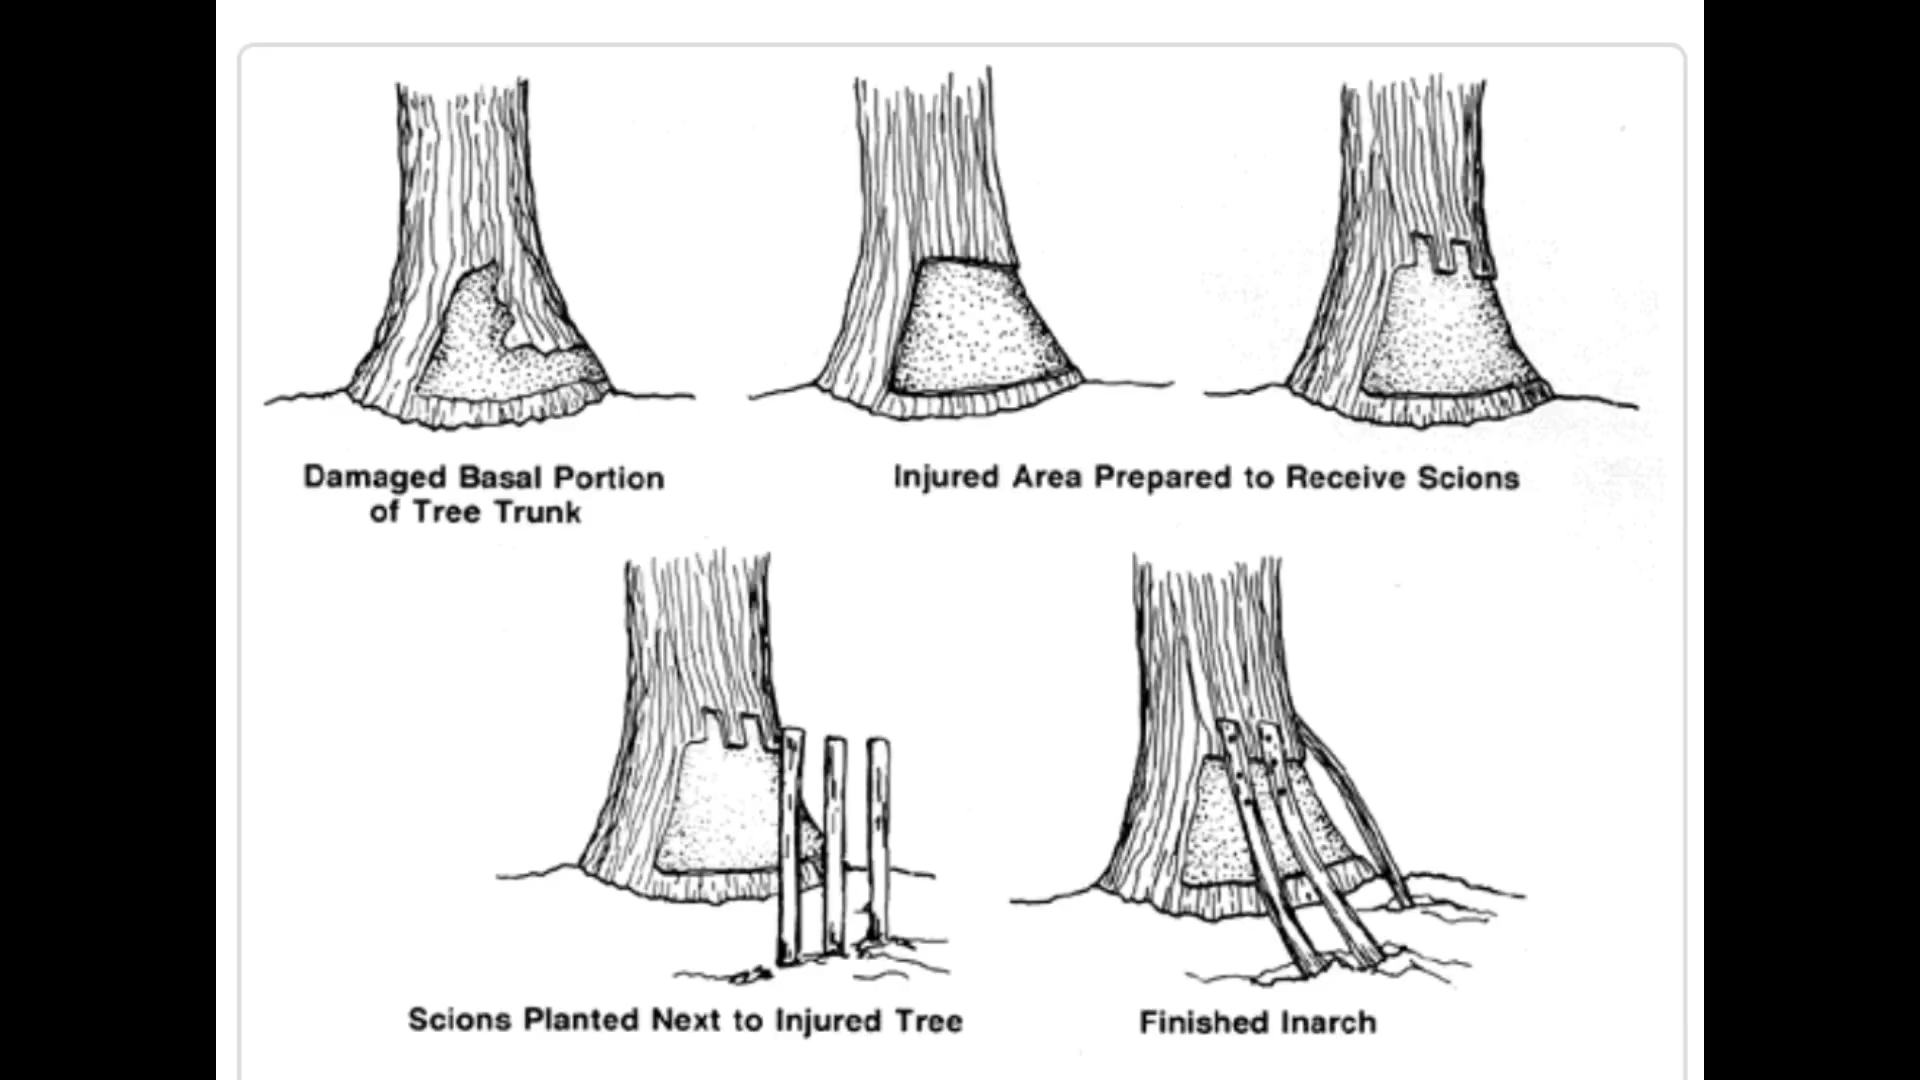 Damaged Basal Portion
of Tree Trunk
Injured Area Prepared to Receive Scions
Scions Planted Next to Injured Tree
Finished Inarch